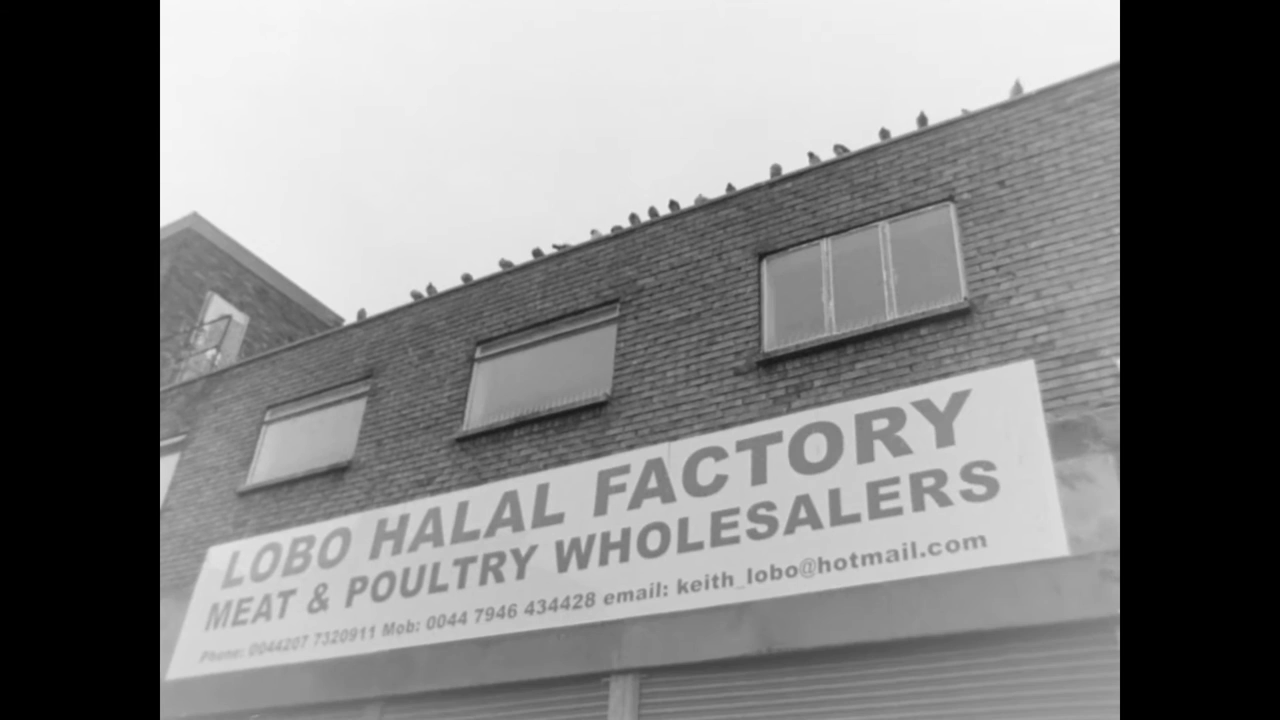 LOBO HALAL FACTORY
MEAT & POULTRY WHOLESALERS
Phone: 0044207 7320911 Mob: 0044 7946 434428 email: keith_lobo@hotmail.com